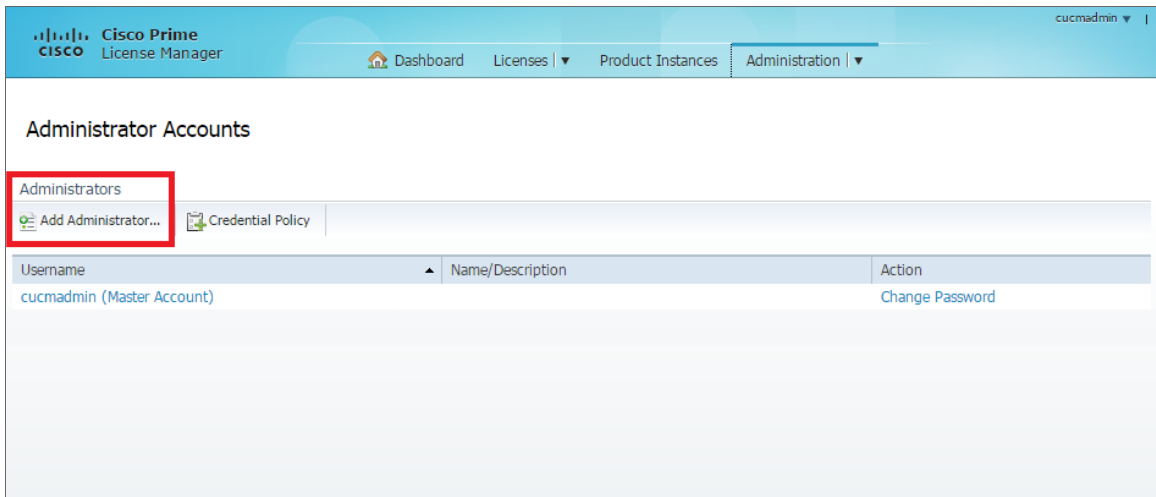 cucmadmin
Cisco Prime
CISCO License Manager
Dashboard Licenses Product Instances Administration
Administrator Accounts
Administrators
Add Administrator... Credential Policy
Username Name/Description Action
cucmadmin (Master Account) Change Password